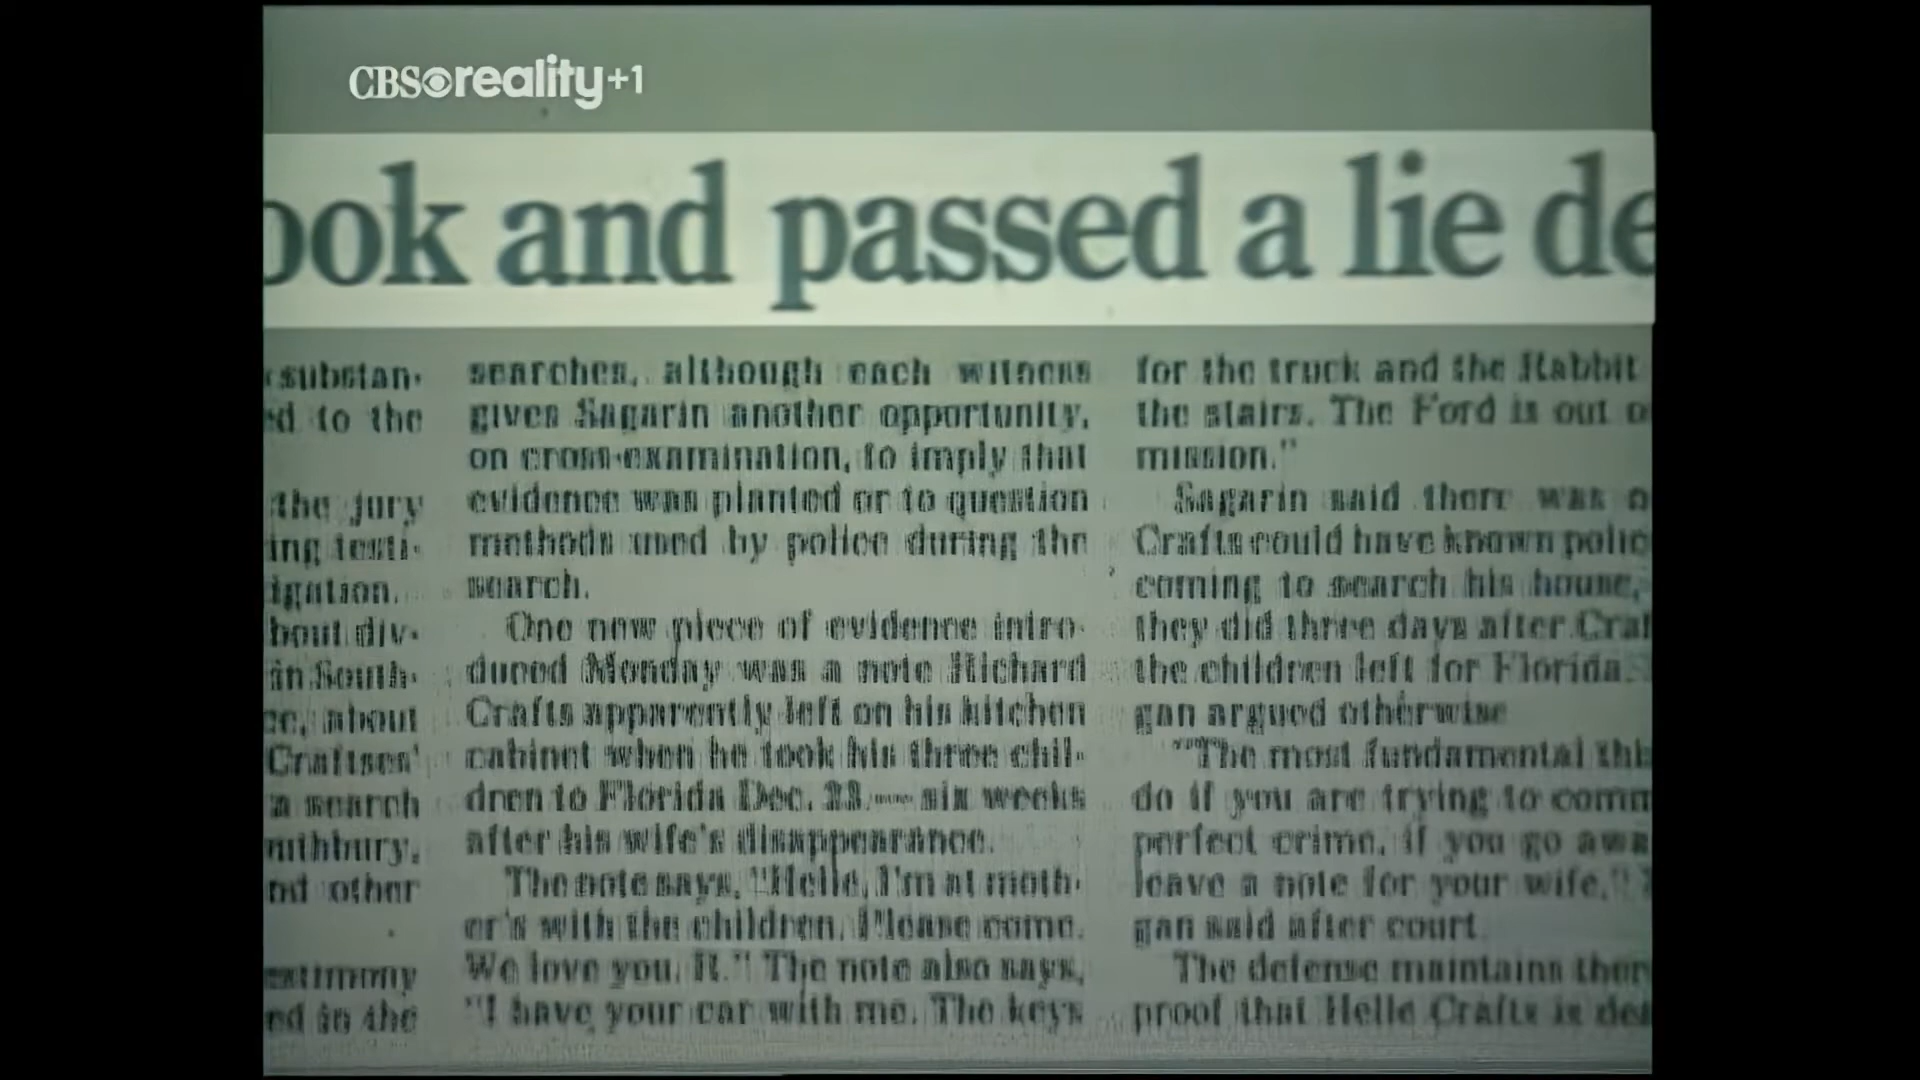 CBS reality+1
ook and passed a lie de
substan-
ed to the
the jury
ing testi-
igation.
bout div-
in South-
ce, about
Craftses'
a search
uthbury,
nd other
estimony
ed in the
searches, although each witness
gives Sagarin another opportunity,
on cross-examination, to imply that
evidence was planted or to question
methods used by police during the
search.
One new piece of evidence intro-
duced Monday was a note Richard
Crafts apparently left on his kitchen
cabinet when he took his three chil-
dren to Florida Dec. 23 — six weeks
after his wife's disappearance.
The note says, "Helle, I'm at moth-
er's with the children. Please come.
We love you. R." The note also says,
"I have your car with me. The keys
for the truck and the Rabbit
the stairs. The Ford is out o
mission."
Sagarin said there was
Crafts could have known polic
coming to search his house,
they did three days after Craf
the children left for Florida.
gan argued otherwise
"The most fundamental thi
do if you are trying to comm
perfect crime, if you go awa
leave a note for your wife,"
gan said after court
The defense maintains ther
proof that Helle Crafts is dea